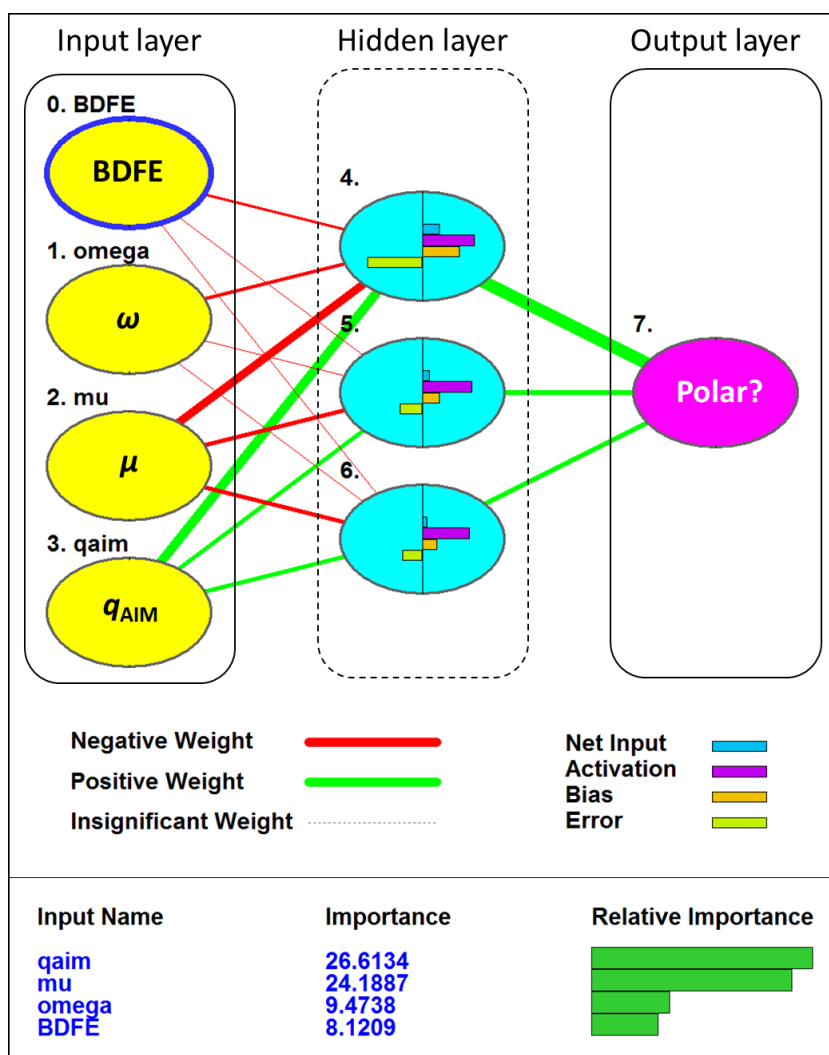 Input layer
Hidden layer
Output layer
0. BDFE
BDFE
1. omega
ω
2. mu
μ
3. qaim
qAIM
4.
5.
6.
7.
Polar?
Negative Weight
Positive Weight
Insignificant Weight
Net Input
Activation
Bias
Error
Input Name Importance Relative Importance
qaim 26.6134
mu 24.1887
omega 9.4738
BDFE 8.1209